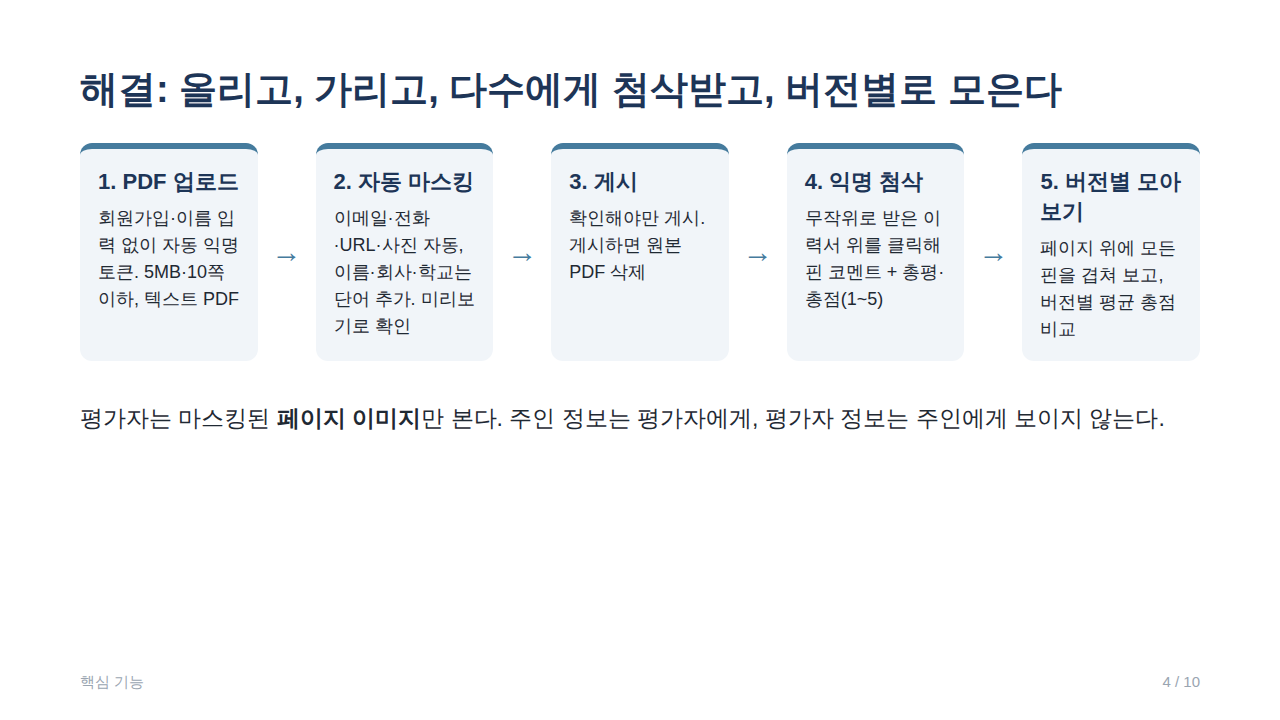 해결: 올리고, 가리고, 다수에게 첨삭받고, 버전별로 모은다
1. PDF 업로드
회원가입·이름 입
력 없이 자동 익명
토큰. 5MB·10쪽
이하, 텍스트 PDF
→
2. 자동 마스킹
이메일·전화
·URL·사진 자동,
이름·회사·학교는
단어 추가. 미리보
기로 확인
→
3. 게시
확인해야만 게시.
게시하면 원본
PDF 삭제
→
4. 익명 첨삭
무작위로 받은 이
력서 위를 클릭해
핀 코멘트 + 총평·
총점(1~5)
→
5. 버전별 모아
보기
페이지 위에 모든
핀을 겹쳐 보고,
버전별 평균 총점
비교
평가자는 마스킹된 페이지 이미지만 본다. 주인 정보는 평가자에게, 평가자 정보는 주인에게 보이지 않는다.
핵심 기능
4 / 10